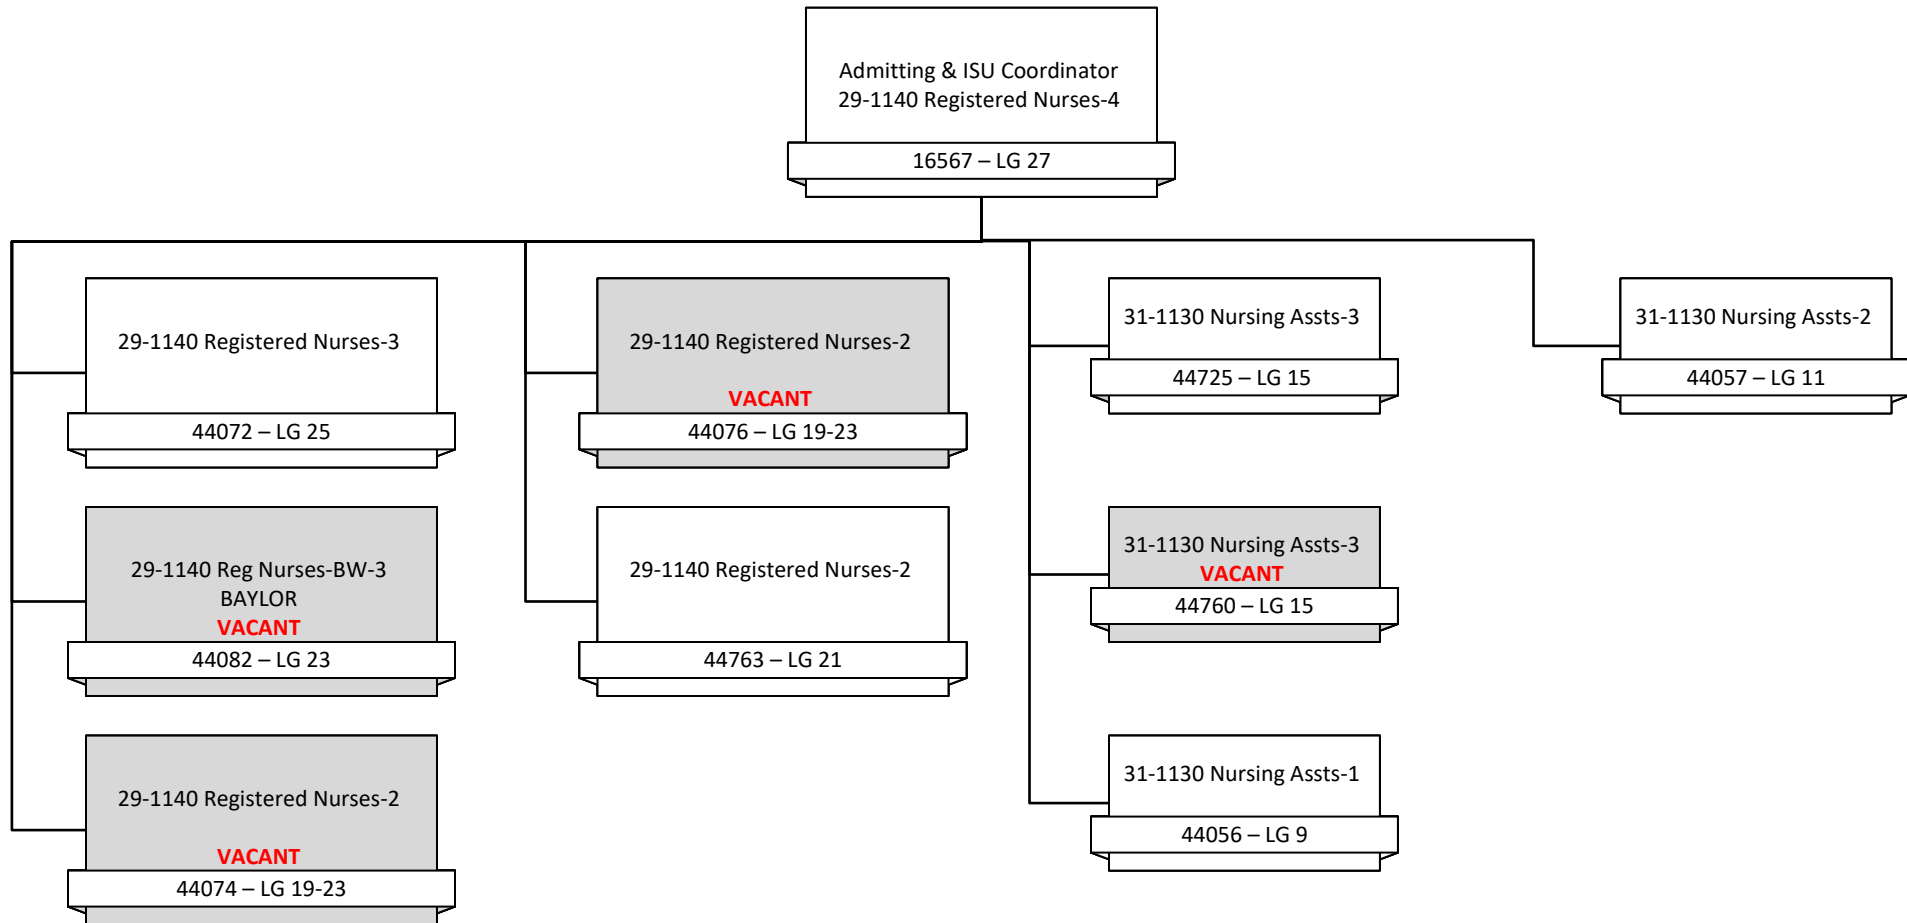 Admitting & ISU Coordinator
29-1140 Registered Nurses-4
16567 – LG 27
29-1140 Registered Nurses-3
44072 – LG 25
29-1140 Registered Nurses-2
VACANT
44076 – LG 19-23
31-1130 Nursing Assts-3
44725 – LG 15
31-1130 Nursing Assts-2
44057 – LG 11
29-1140 Reg Nurses-BW-3
BAYLOR
VACANT
44082 – LG 23
29-1140 Registered Nurses-2
44763 – LG 21
31-1130 Nursing Assts-3
VACANT
44760 – LG 15
29-1140 Registered Nurses-2
VACANT
44074 – LG 19-23
31-1130 Nursing Assts-1
44056 – LG 9